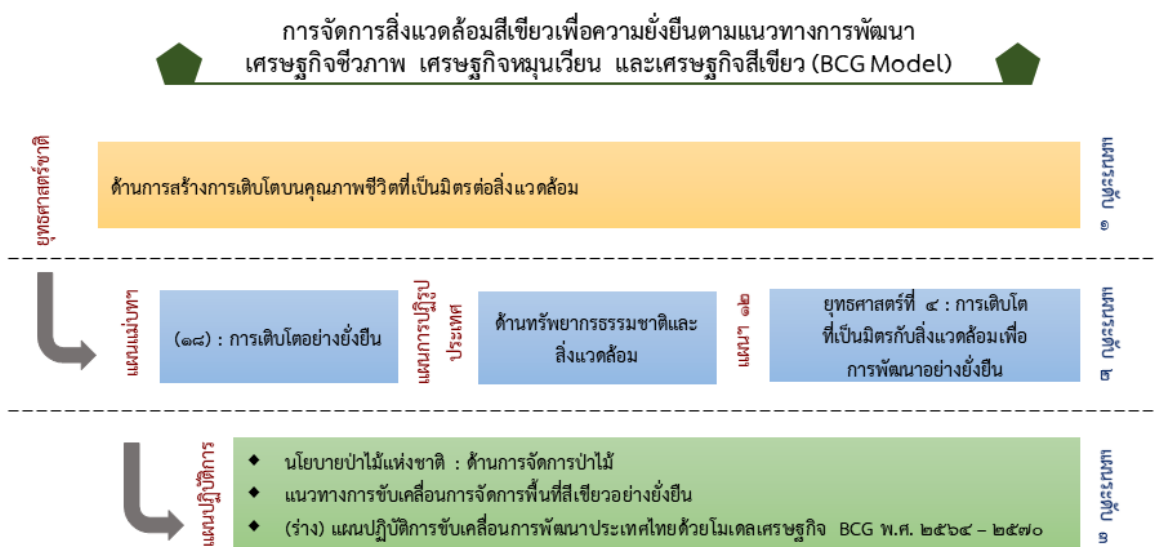 การจัดการสิ่งแวดล้อมสีเขียวเพื่อความยั่งยืนตามแนวทางการพัฒนา
เศรษฐกิจชีวภาพ เศรษฐกิจหมุนเวียน และเศรษฐกิจสีเขียว (BCG Model)
ยุทธศาสตร์ชาติ
ด้านการสร้างการเติบโตบนคุณภาพชีวิตที่เป็นมิตรต่อสิ่งแวดล้อม
แผนระดับ ๑
แผนแม่บทฯ
(๑๘) : การเติบโตอย่างยั่งยืน
แผนการปฏิรูป
ประเทศ
ด้านทรัพยากรธรรมชาติและ
สิ่งแวดล้อม
แผนฯ ๑๒
ยุทธศาสตร์ที่ ๔ : การเติบโต
ที่เป็นมิตรกับสิ่งแวดล้อมเพื่อ
การพัฒนาอย่างยั่งยืน
แผนระดับ ๒
แผนปฏิบัติการ
◆ นโยบายป่าไม้แห่งชาติ : ด้านการจัดการป่าไม้
◆ แนวทางการขับเคลื่อนการจัดการพื้นที่สีเขียวอย่างยั่งยืน
◆ (ร่าง) แผนปฏิบัติการขับเคลื่อนการพัฒนาประเทศไทยด้วยโมเดลเศรษฐกิจ BCG พ.ศ. ๒๕๖๔ – ๒๕๗๐
แผนระดับ ๓